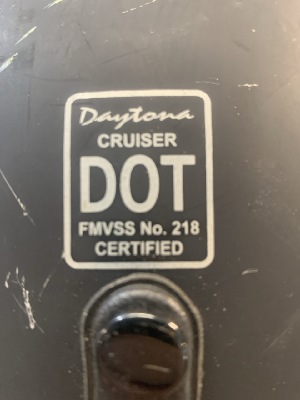 Daytona
CRUISER
DOT
FMVSS No. 218
CERTIFIED